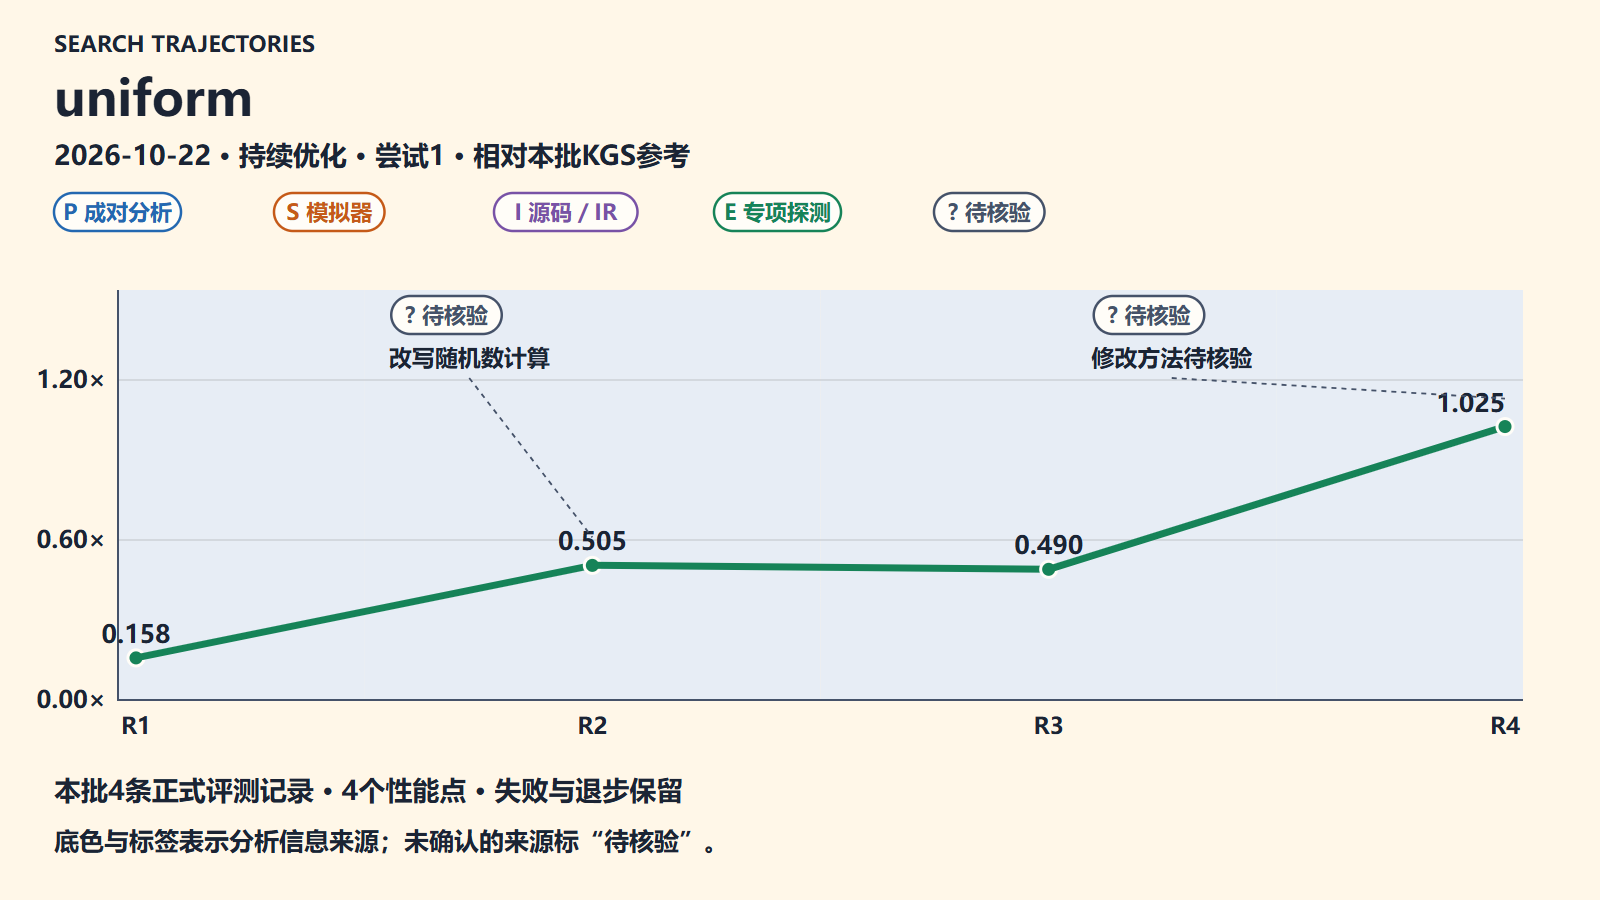 SEARCH TRAJECTORIES
uniform
2026-10-22 • 持续优化 • 尝试1 • 相对本批KGS参考
P 成对分析
S 模拟器
I 源码 / IR
E 专项探测
? 待核验
? 待核验
改写随机数计算
? 待核验
修改方法待核验
1.20×
1.025
0.60×
0.505
0.490
0.158
0.00×
R1
R2
R3
R4
本批4条正式评测记录 • 4个性能点 • 失败与退步保留
底色与标签表示分析信息来源；未确认的来源标“待核验”。